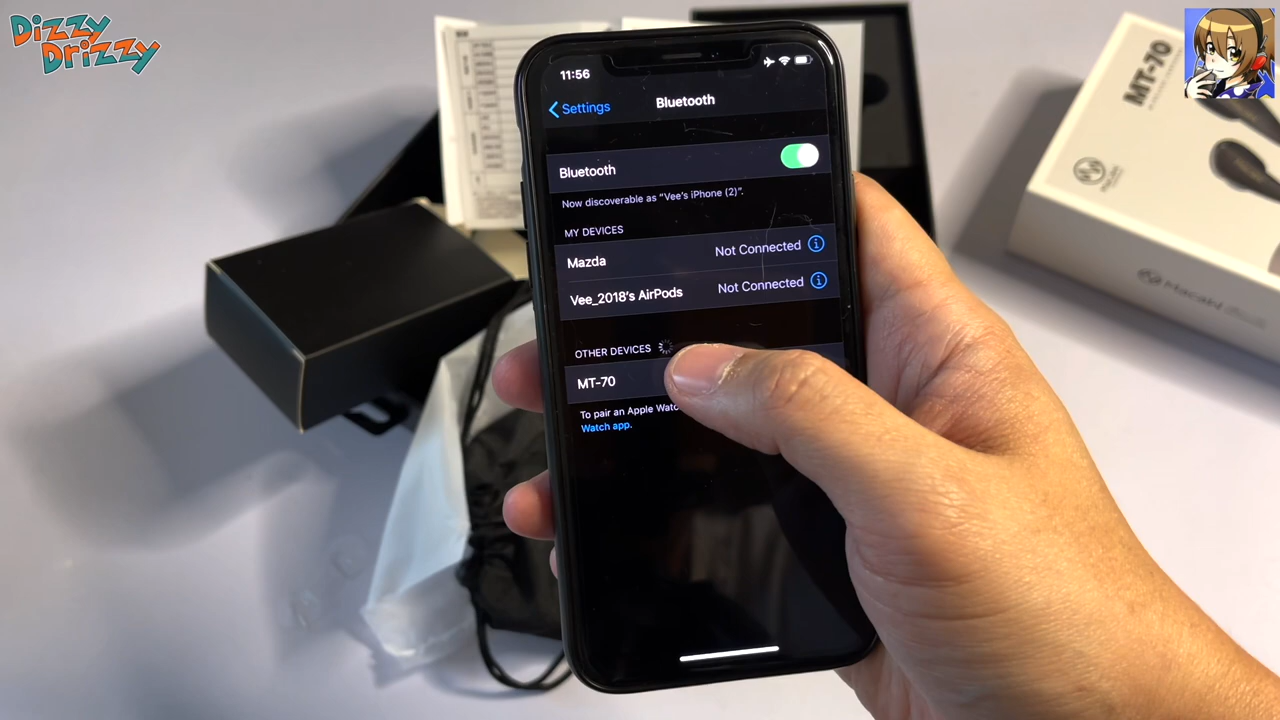 Dizzy
Drizzy
11:56
Settings
Bluetooth
Bluetooth
Now discoverable as “Vee's iPhone (2)”.
MY DEVICES
Mazda Not Connected
Vee_2018's AirPods Not Connected
OTHER DEVICES
MT-70
To pair an Apple
Watch app.
MT-70